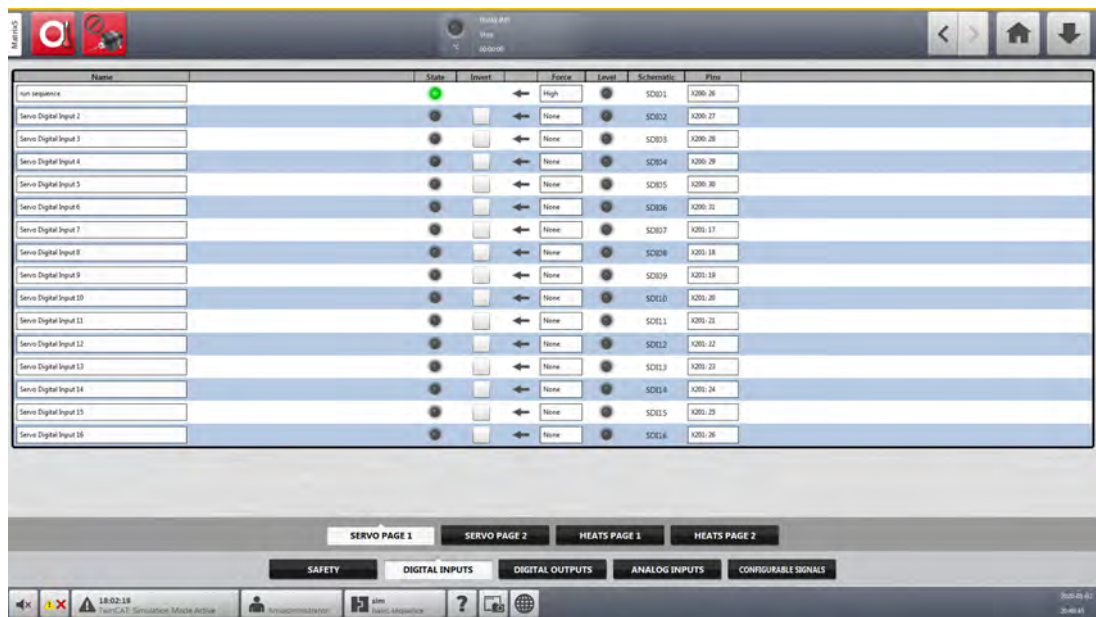 Matrix5
°C
00:00:00
Name State Invert Force Level Schematic Pins
run sequence High SDI01 X200: 26
Servo Digital Input 2 None SDI02 X200: 27
Servo Digital Input 3 None SDI03 X200: 28
Servo Digital Input 4 None SDI04 X200: 29
Servo Digital Input 5 None SDI05 X200: 30
Servo Digital Input 6 None SDI06 X200: 31
Servo Digital Input 7 None SDI07 X201: 17
Servo Digital Input 8 None SDI08 X201: 18
Servo Digital Input 9 None SDI09 X201: 19
Servo Digital Input 10 None SDI10 X201: 20
Servo Digital Input 11 None SDI11 X201: 21
Servo Digital Input 12 None SDI12 X201: 22
Servo Digital Input 13 None SDI13 X201: 23
Servo Digital Input 14 None SDI14 X201: 24
Servo Digital Input 15 None SDI15 X201: 25
Servo Digital Input 16 None SDI16 X201: 26
SERVO PAGE 1 SERVO PAGE 2 HEATS PAGE 1 HEATS PAGE 2
SAFETY DIGITAL INPUTS DIGITAL OUTPUTS ANALOG INPUTS CONFIGURABLE SIGNALS
18:02:18
TwinCAT: Simulation Mode Active
sim
basic sequence
?